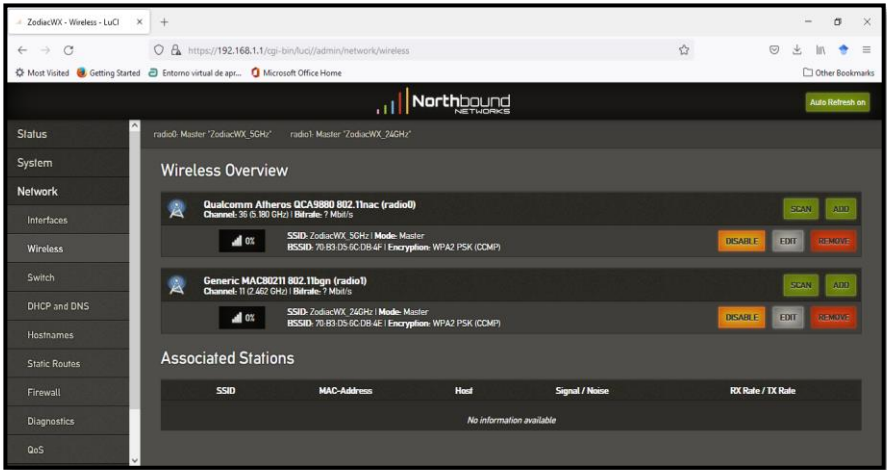 ZodiacWX - Wireless - LuCI
https://192.168.1.1/cgi-bin/luci//admin/network/wireless
Most Visited Getting Started Entorno virtual de apr... Microsoft Office Home Other Bookmarks
Northbound
NETWORKS
Auto Refresh on
Status
System
Network
Interfaces
Wireless
Switch
DHCP and DNS
Hostnames
Static Routes
Firewall
Diagnostics
QoS
radio0: Master "ZodiacWX_5GHz" radio1: Master "ZodiacWX_24GHz"
Wireless Overview
Qualcomm Atheros QCA9880 802.11nac (radio0)
Channel: 36 (5.180 GHz) | Bitrate: ? Mbit/s
SCAN ADD
0%
SSID: ZodiacWX_5GHz | Mode: Master
BSSID: 70:B3:D5:6C:DB:4F | Encryption: WPA2 PSK (CCMP)
DISABLE EDIT REMOVE
Generic MAC80211 802.11bgn (radio1)
Channel: 11 (2.462 GHz) | Bitrate: ? Mbit/s
SCAN ADD
0%
SSID: ZodiacWX_24GHz | Mode: Master
BSSID: 70:B3:D5:6C:DB:4E | Encryption: WPA2 PSK (CCMP)
DISABLE EDIT REMOVE
Associated Stations
SSID MAC-Address Host Signal / Noise RX Rate / TX Rate
No information available